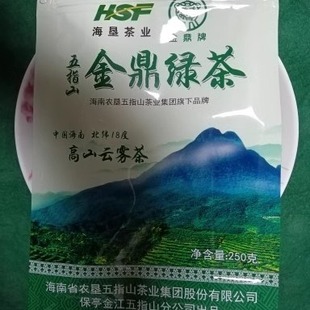 HSF
海垦茶业
金鼎牌
五指山
金鼎绿茶
海南农垦五指山茶业集团旗下品牌
中国海南 北纬18度
高山云雾茶
净含量:250克
海南省农垦五指山茶业集团股份有限公司
保亭金江五指山分公司出品